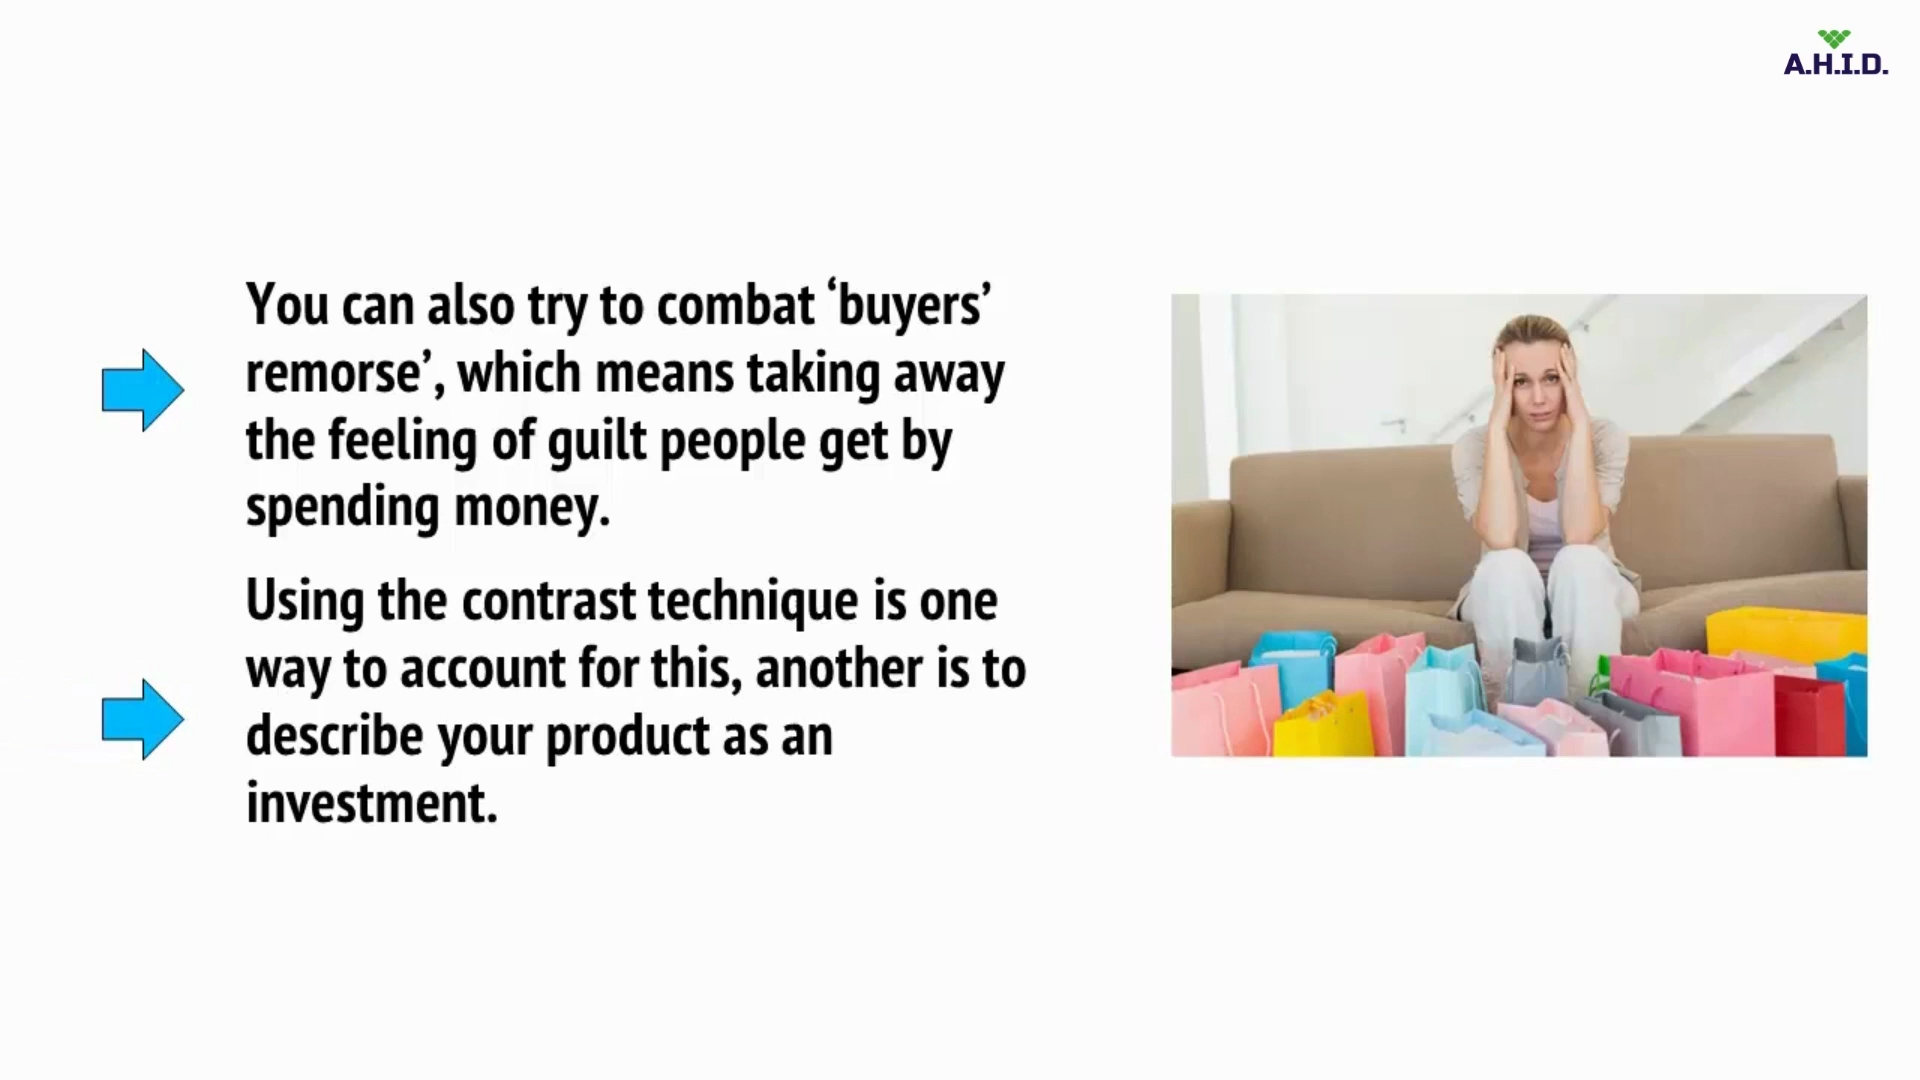 A.H.I.D.
You can also try to combat ‘buyers’
remorse’, which means taking away
the feeling of guilt people get by
spending money.
Using the contrast technique is one
way to account for this, another is to
describe your product as an
investment.